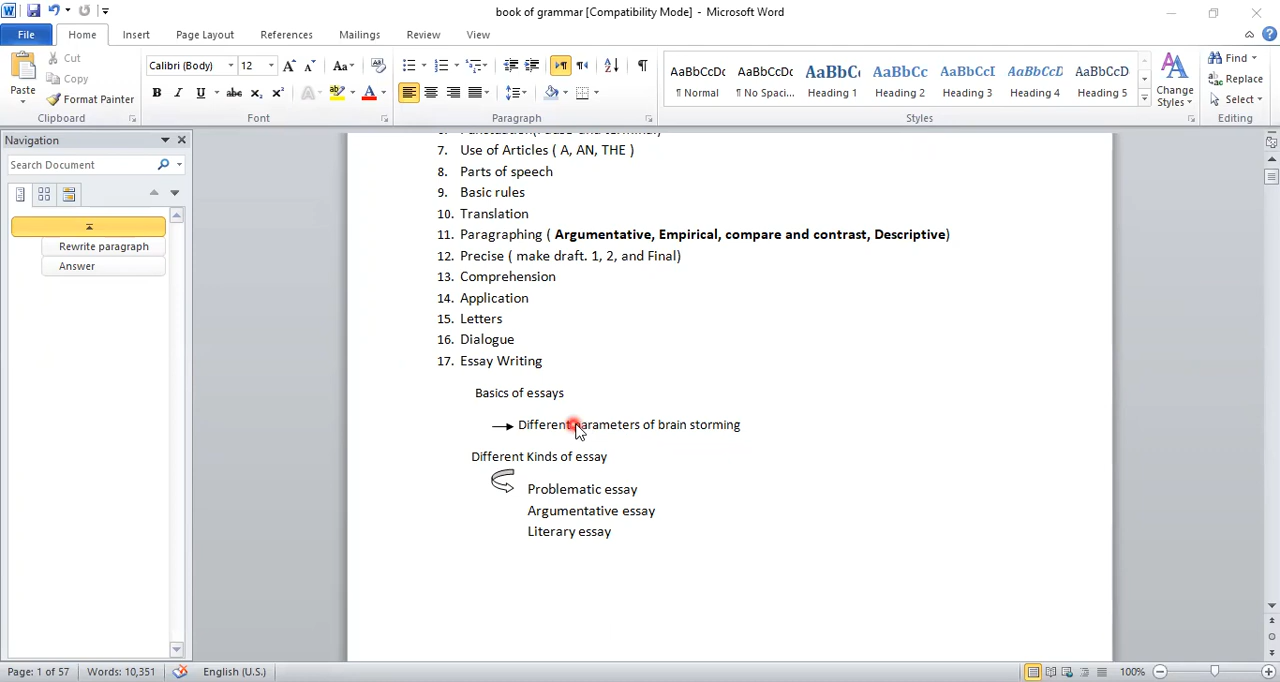 book of grammar [Compatibility Mode] - Microsoft Word
File Home Insert Page Layout References Mailings Review View
Paste
Cut
Copy
Format Painter
Clipboard
Calibri (Body) 12
Font
Paragraph
AaBbCcDc AaBbCcDc AaBbC AaBbCc AaBbCcI AaBbCcD AaBbCcD
¶ Normal ¶ No Spaci... Heading 1 Heading 2 Heading 3 Heading 4 Heading 5
Styles
Change Styles
Find
Replace
Select
Editing
Navigation
Search Document
Rewrite paragraph
Answer
7. Use of Articles ( A, AN, THE )
8. Parts of speech
9. Basic rules
10. Translation
11. Paragraphing ( Argumentative, Empirical, compare and contrast, Descriptive)
12. Precise ( make draft. 1, 2, and Final)
13. Comprehension
14. Application
15. Letters
16. Dialogue
17. Essay Writing
Basics of essays
Different parameters of brain storming
Different Kinds of essay
Problematic essay
Argumentative essay
Literary essay
Page: 1 of 57 Words: 10,351 English (U.S.) 100%